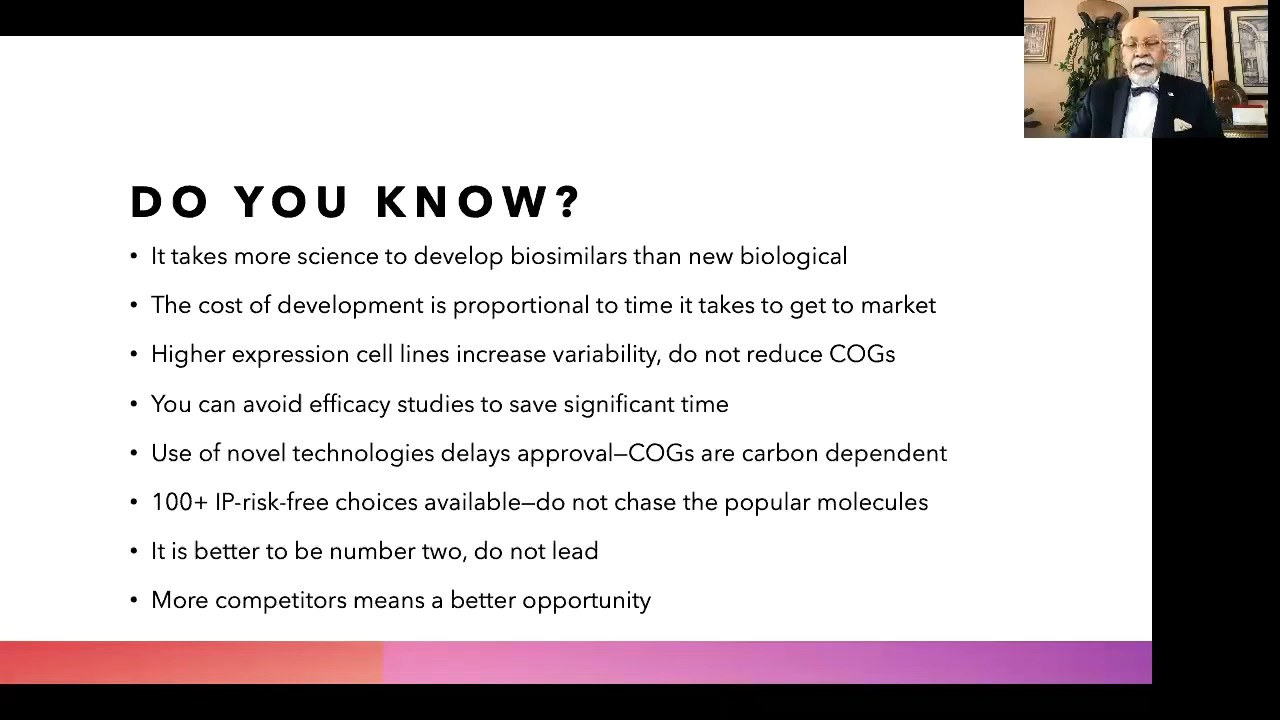 DO YOU KNOW?
• It takes more science to develop biosimilars than new biological
• The cost of development is proportional to time it takes to get to market
• Higher expression cell lines increase variability, do not reduce COGs
• You can avoid efficacy studies to save significant time
• Use of novel technologies delays approval—COGs are carbon dependent
• 100+ IP-risk-free choices available—do not chase the popular molecules
• It is better to be number two, do not lead
• More competitors means a better opportunity